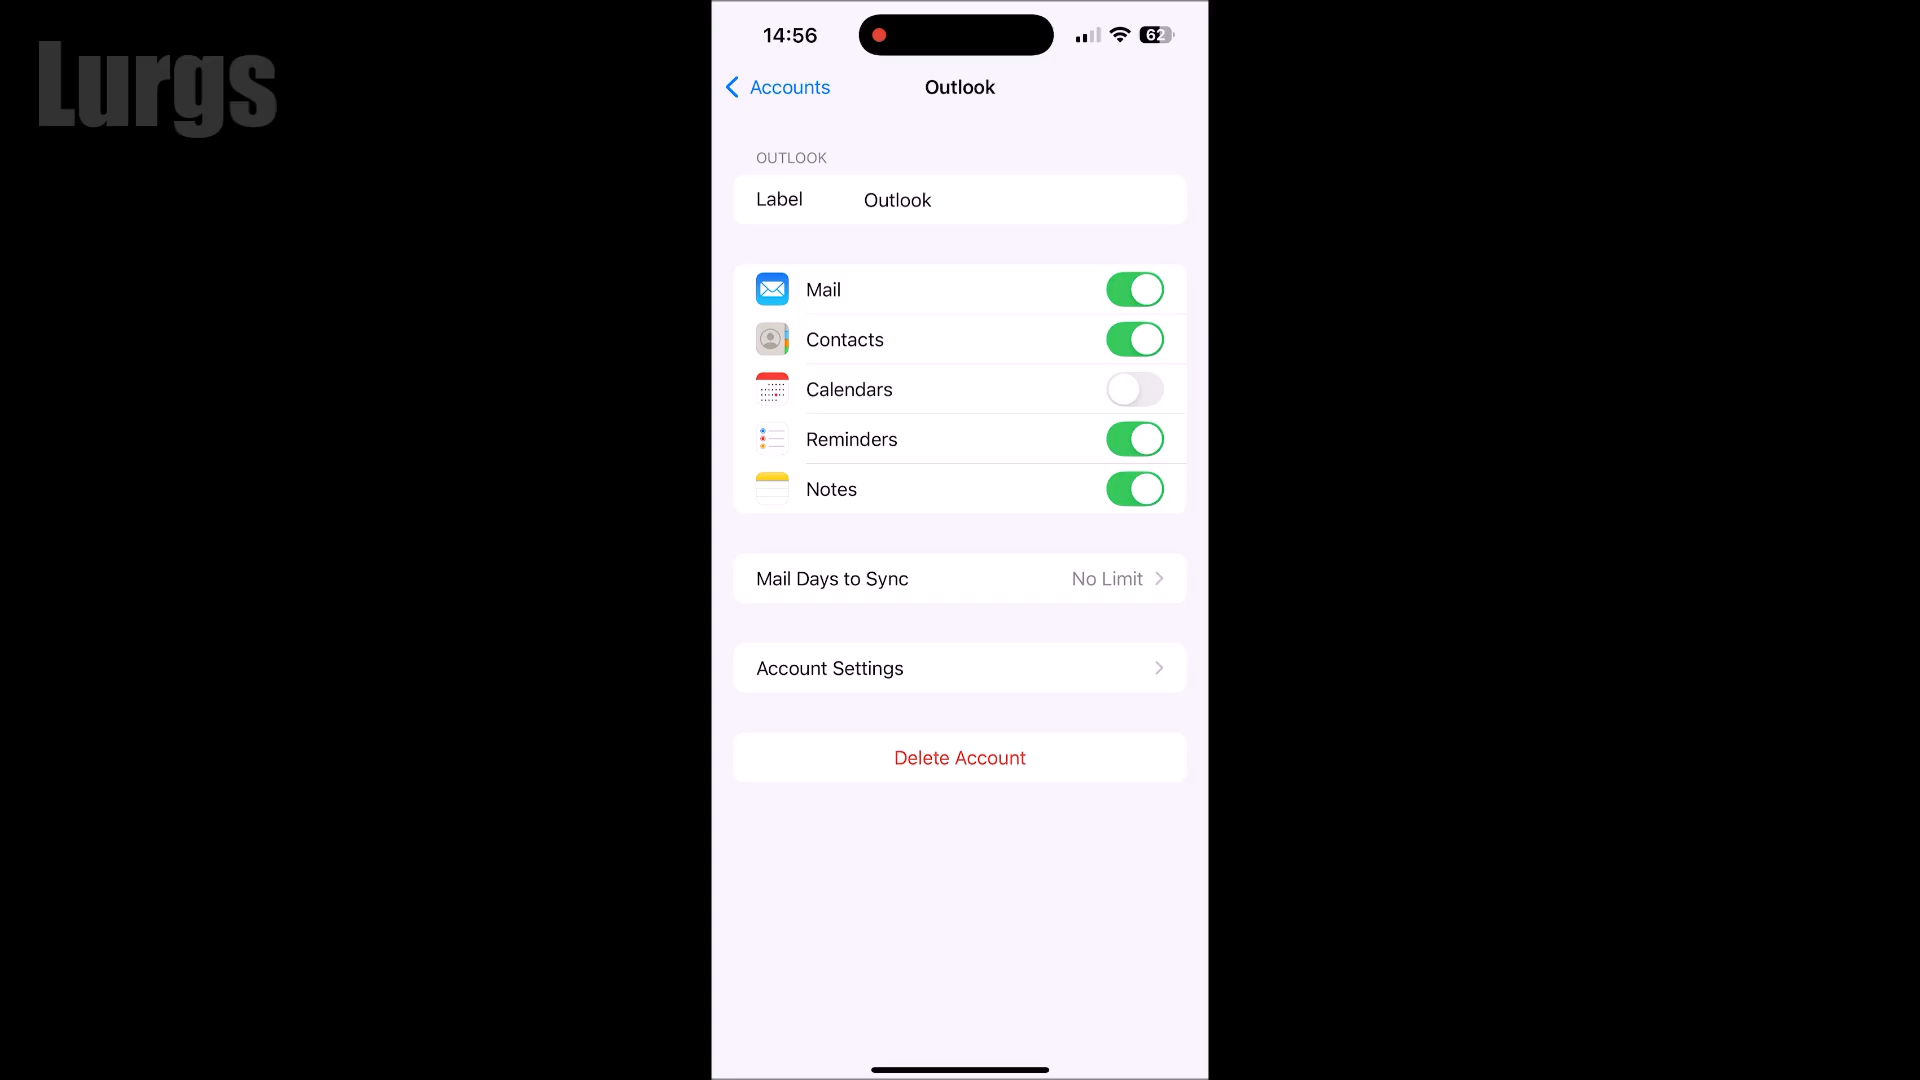 Lurgs
14:56
62
Accounts
Outlook
OUTLOOK
Label Outlook
Mail
Contacts
Calendars
Reminders
Notes
Mail Days to Sync No Limit
Account Settings
Delete Account